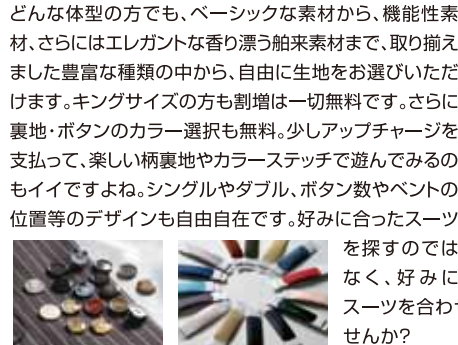 どんな体型の方でも、ベーシックな素材から、機能性素
材、さらにはエレガントな香り漂う舶来素材まで、取り揃え
ました豊富な種類の中から、自由に生地をお選びいただ
けます。キングサイズの方も割増は一切無料です。さらに
裏地・ボタンのカラー選択も無料。少しアップチャージを
支払って、楽しい柄裏地やカラーステッチで遊んでみるの
もイイですよね。シングルやダブル、ボタン数やベントの
位置等のデザインも自由自在です。好みに合ったスーツ
を探すのでは
なく、好みに
スーツを合わ
せんか?